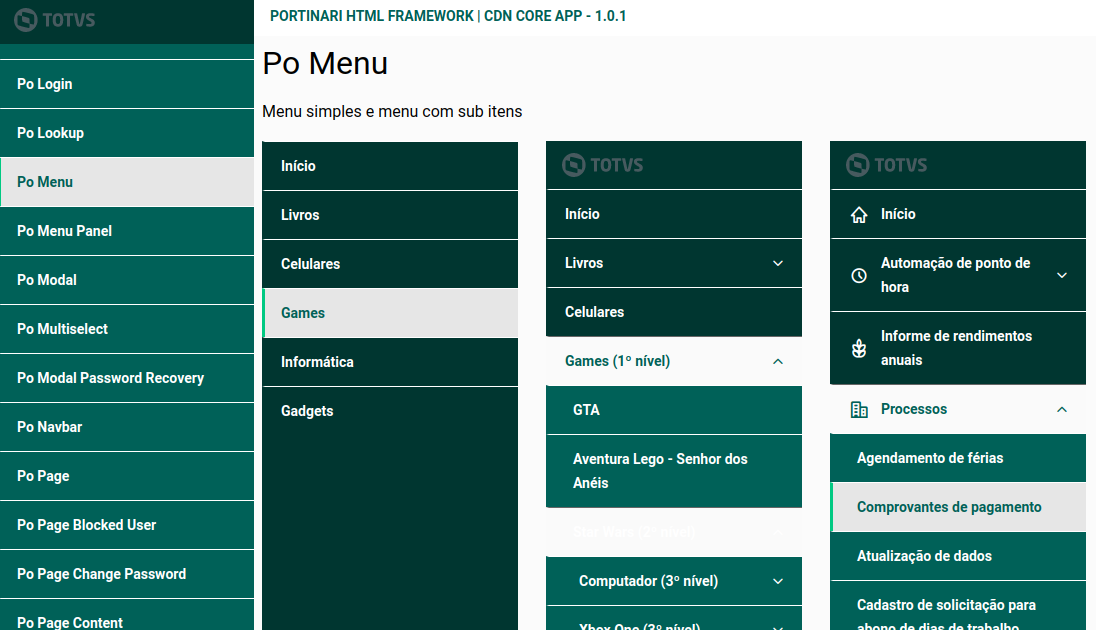 TOTVS
Po Login
Po Lookup
Po Menu
Po Menu Panel
Po Modal
Po Multiselect
Po Modal Password Recovery
Po Navbar
Po Page
Po Page Blocked User
Po Page Change Password
Po Page Content
PORTINARI HTML FRAMEWORK | CDN CORE APP - 1.0.1
Po Menu
Menu simples e menu com sub itens
Início
Livros
Celulares
Games
Informática
Gadgets
TOTVS
Início
Livros
Celulares
Games (1º nível)
GTA
Aventura Lego - Senhor dos
Anéis
Star Wars (2º nível)
Computador (3º nível)
Xbox One (3º nível)
TOTVS
Início
Automação de ponto de
hora
Informe de rendimentos
anuais
Processos
Agendamento de férias
Comprovantes de pagamento
Atualização de dados
Cadastro de solicitação para
abono de dias de trabalho